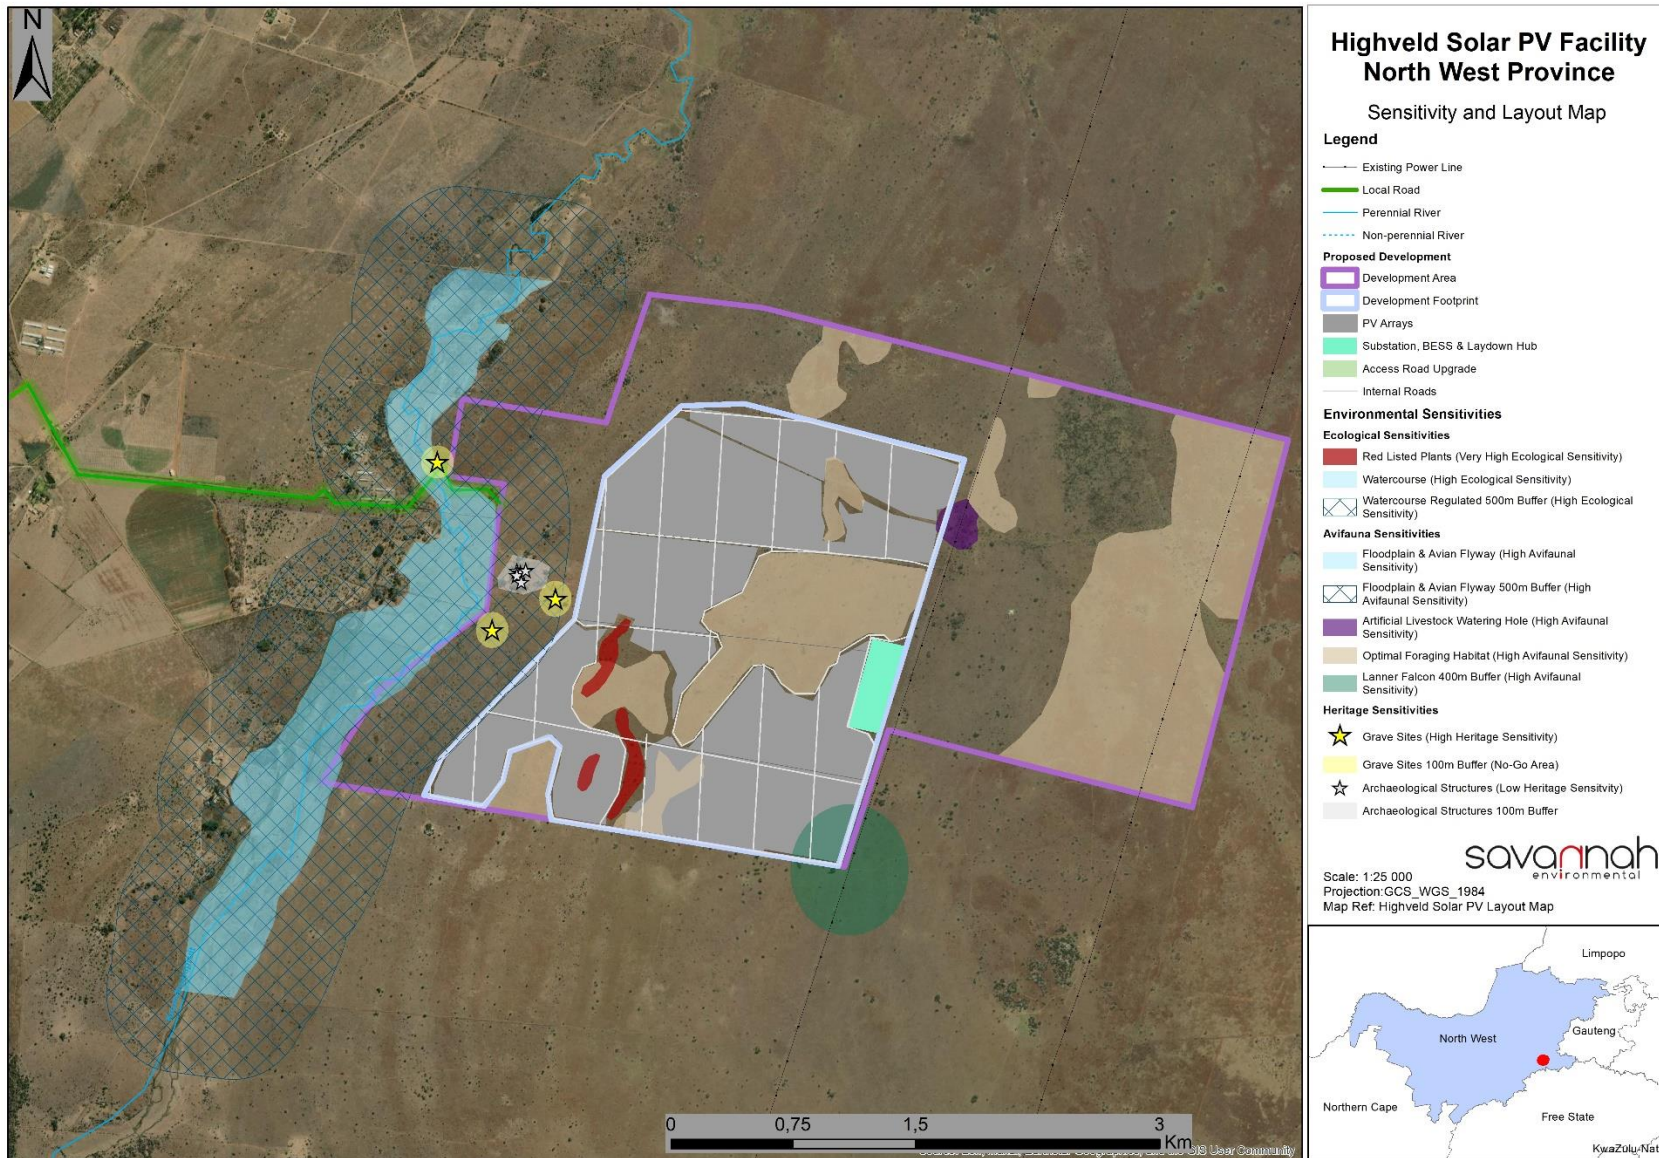 N
Highveld Solar PV Facility
North West Province
Sensitivity and Layout Map
Legend
Existing Power Line
Local Road
Perennial River
Non-perennial River
Proposed Development
Development Area
Development Footprint
PV Arrays
Substation, BESS & Laydown Hub
Access Road Upgrade
Internal Roads
Environmental Sensitivities
Ecological Sensitivities
Red Listed Plants (Very High Ecological Sensitivity)
Watercourse (High Ecological Sensitivity)
Watercourse Regulated 500m Buffer (High Ecological
Sensitivity)
Avifauna Sensitivities
Floodplain & Avian Flyway (High Avifaunal
Sensitivity)
Floodplain & Avian Flyway 500m Buffer (High
Avifaunal Sensitivity)
Artificial Livestock Watering Hole (High Avifaunal
Sensitivity)
Optimal Foraging Habitat (High Avifaunal Sensitivity)
Lanner Falcon 400m Buffer (High Avifaunal
Sensitivity)
Heritage Sensitivities
Grave Sites (High Heritage Sensitivity)
Grave Sites 100m Buffer (No-Go Area)
Archaeological Structures (Low Heritage Sensitvity)
Archaeological Structures 100m Buffer
savannah
environmental
Scale: 1:25 000
Projection:GCS_WGS_1984
Map Ref: Highveld Solar PV Layout Map
Limpopo
North West
Gauteng
Northern Cape
Free State
KwaZulu-Nat
0 0,75 1,5 3
Km
GIS User Community